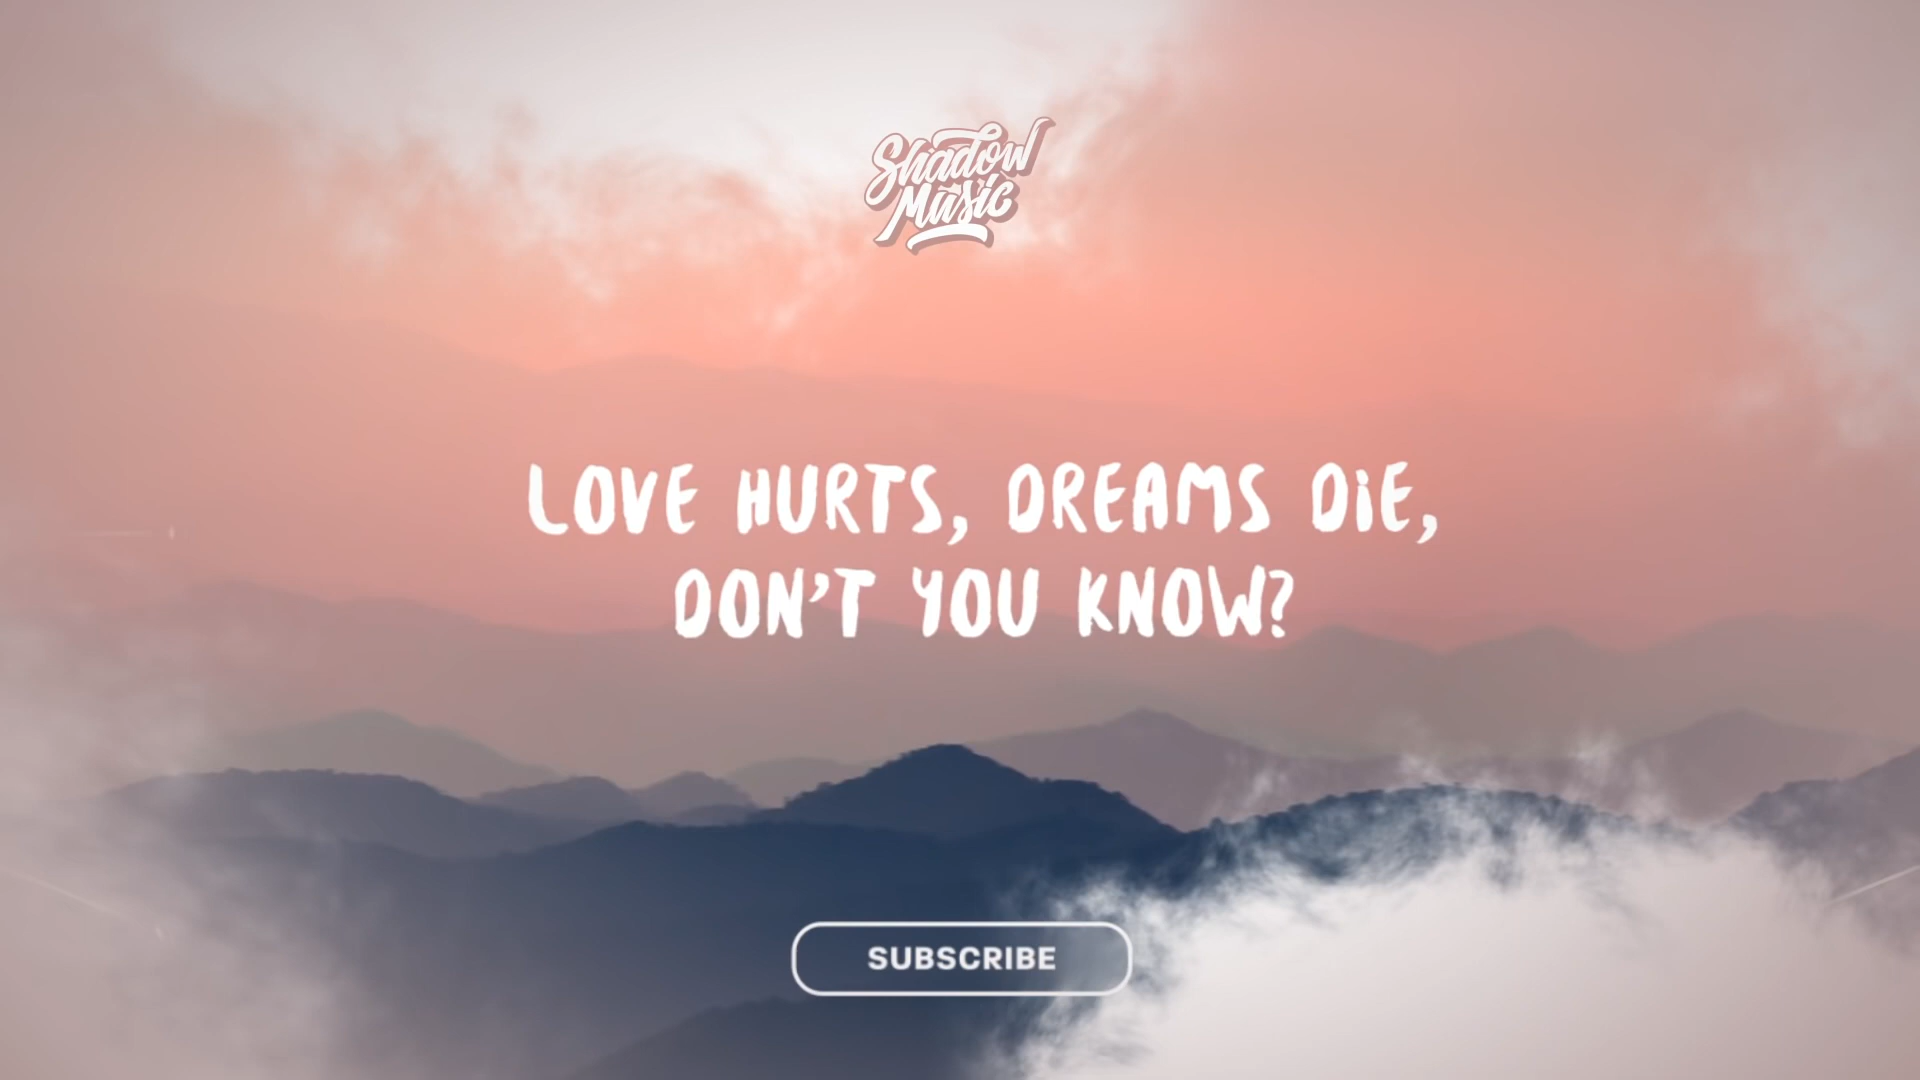 Shadow
Music
LOVE HURTS, DREAMS DiE,
DON'T YOU KNOW?
SUBSCRIBE